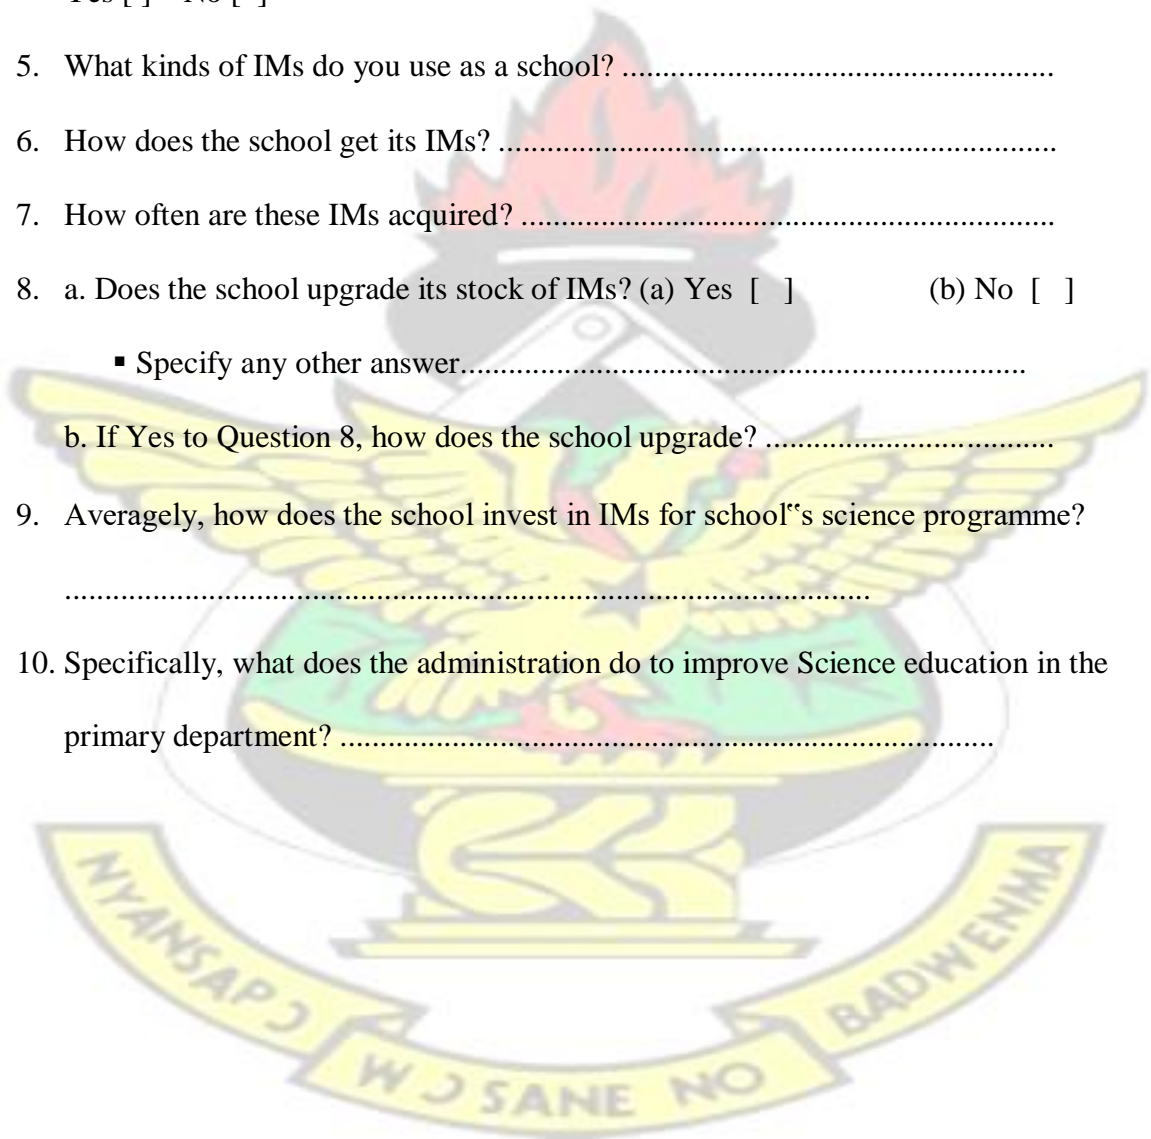 Yes [ ] No [ ]
5. What kinds of IMs do you use as a school? .....................................................
6. How does the school get its IMs? .....................................................................
7. How often are these IMs acquired? ..................................................................
8. a. Does the school upgrade its stock of IMs? (a) Yes [ ] (b) No [ ]
▪ Specify any other answer......................................................................
b. If Yes to Question 8, how does the school upgrade? ...................................
9. Averagely, how does the school invest in IMs for school‟s science programme?
...................................................................................................
10. Specifically, what does the administration do to improve Science education in the
primary department? ................................................................................
NYANSAPƆ WƆSANE NO BADWENMA